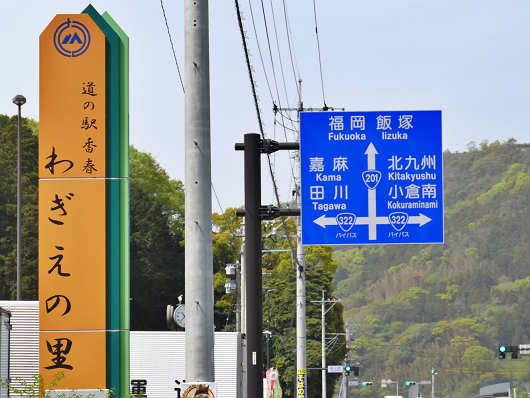 道の駅香春
わぎえの里
福岡 飯塚
Fukuoka Iizuka
嘉麻
Kama
田川
Tagawa
201
北九州
Kitakyushu
小倉南
Kokuraminami
322
バイパス
322
バイパス